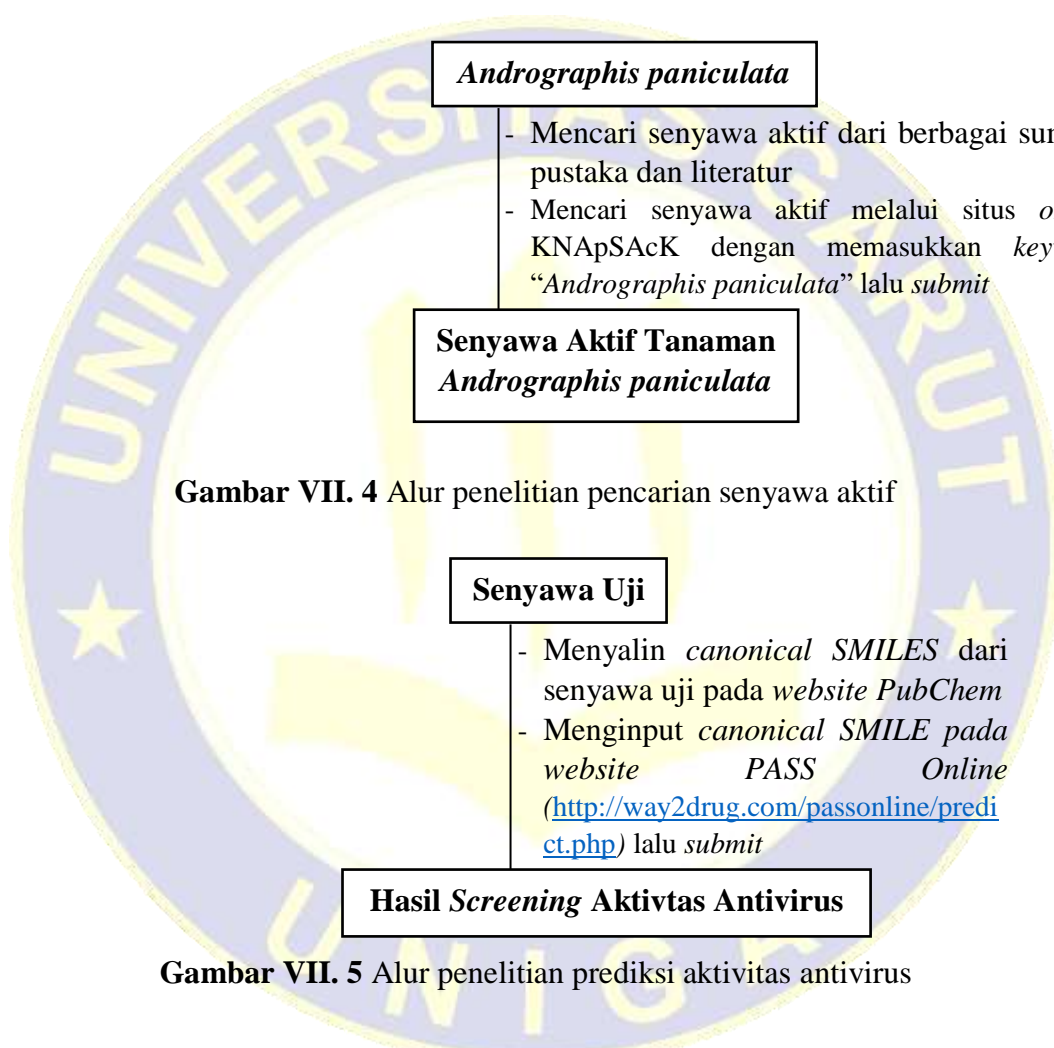 Andrographis paniculata
- Mencari senyawa aktif dari berbagai
pustaka dan literatur
- Mencari senyawa aktif melalui situs
KNApSAcK dengan memasukkan key
“Andrographis paniculata” lalu submit
Senyawa Aktif Tanaman
Andrographis paniculata
Gambar VII. 4 Alur penelitian pencarian senyawa aktif
Senyawa Uji
- Menyalin canonical SMILES dari
senyawa uji pada website PubChem
- Menginput canonical SMILE pada
website PASS Online
(http://way2drug.com/passonline/predi
ct.php) lalu submit
Hasil Screening Aktivtas Antivirus
Gambar VII. 5 Alur penelitian prediksi aktivitas antivirus
UNIVERSITAS GARUT
UNIGA